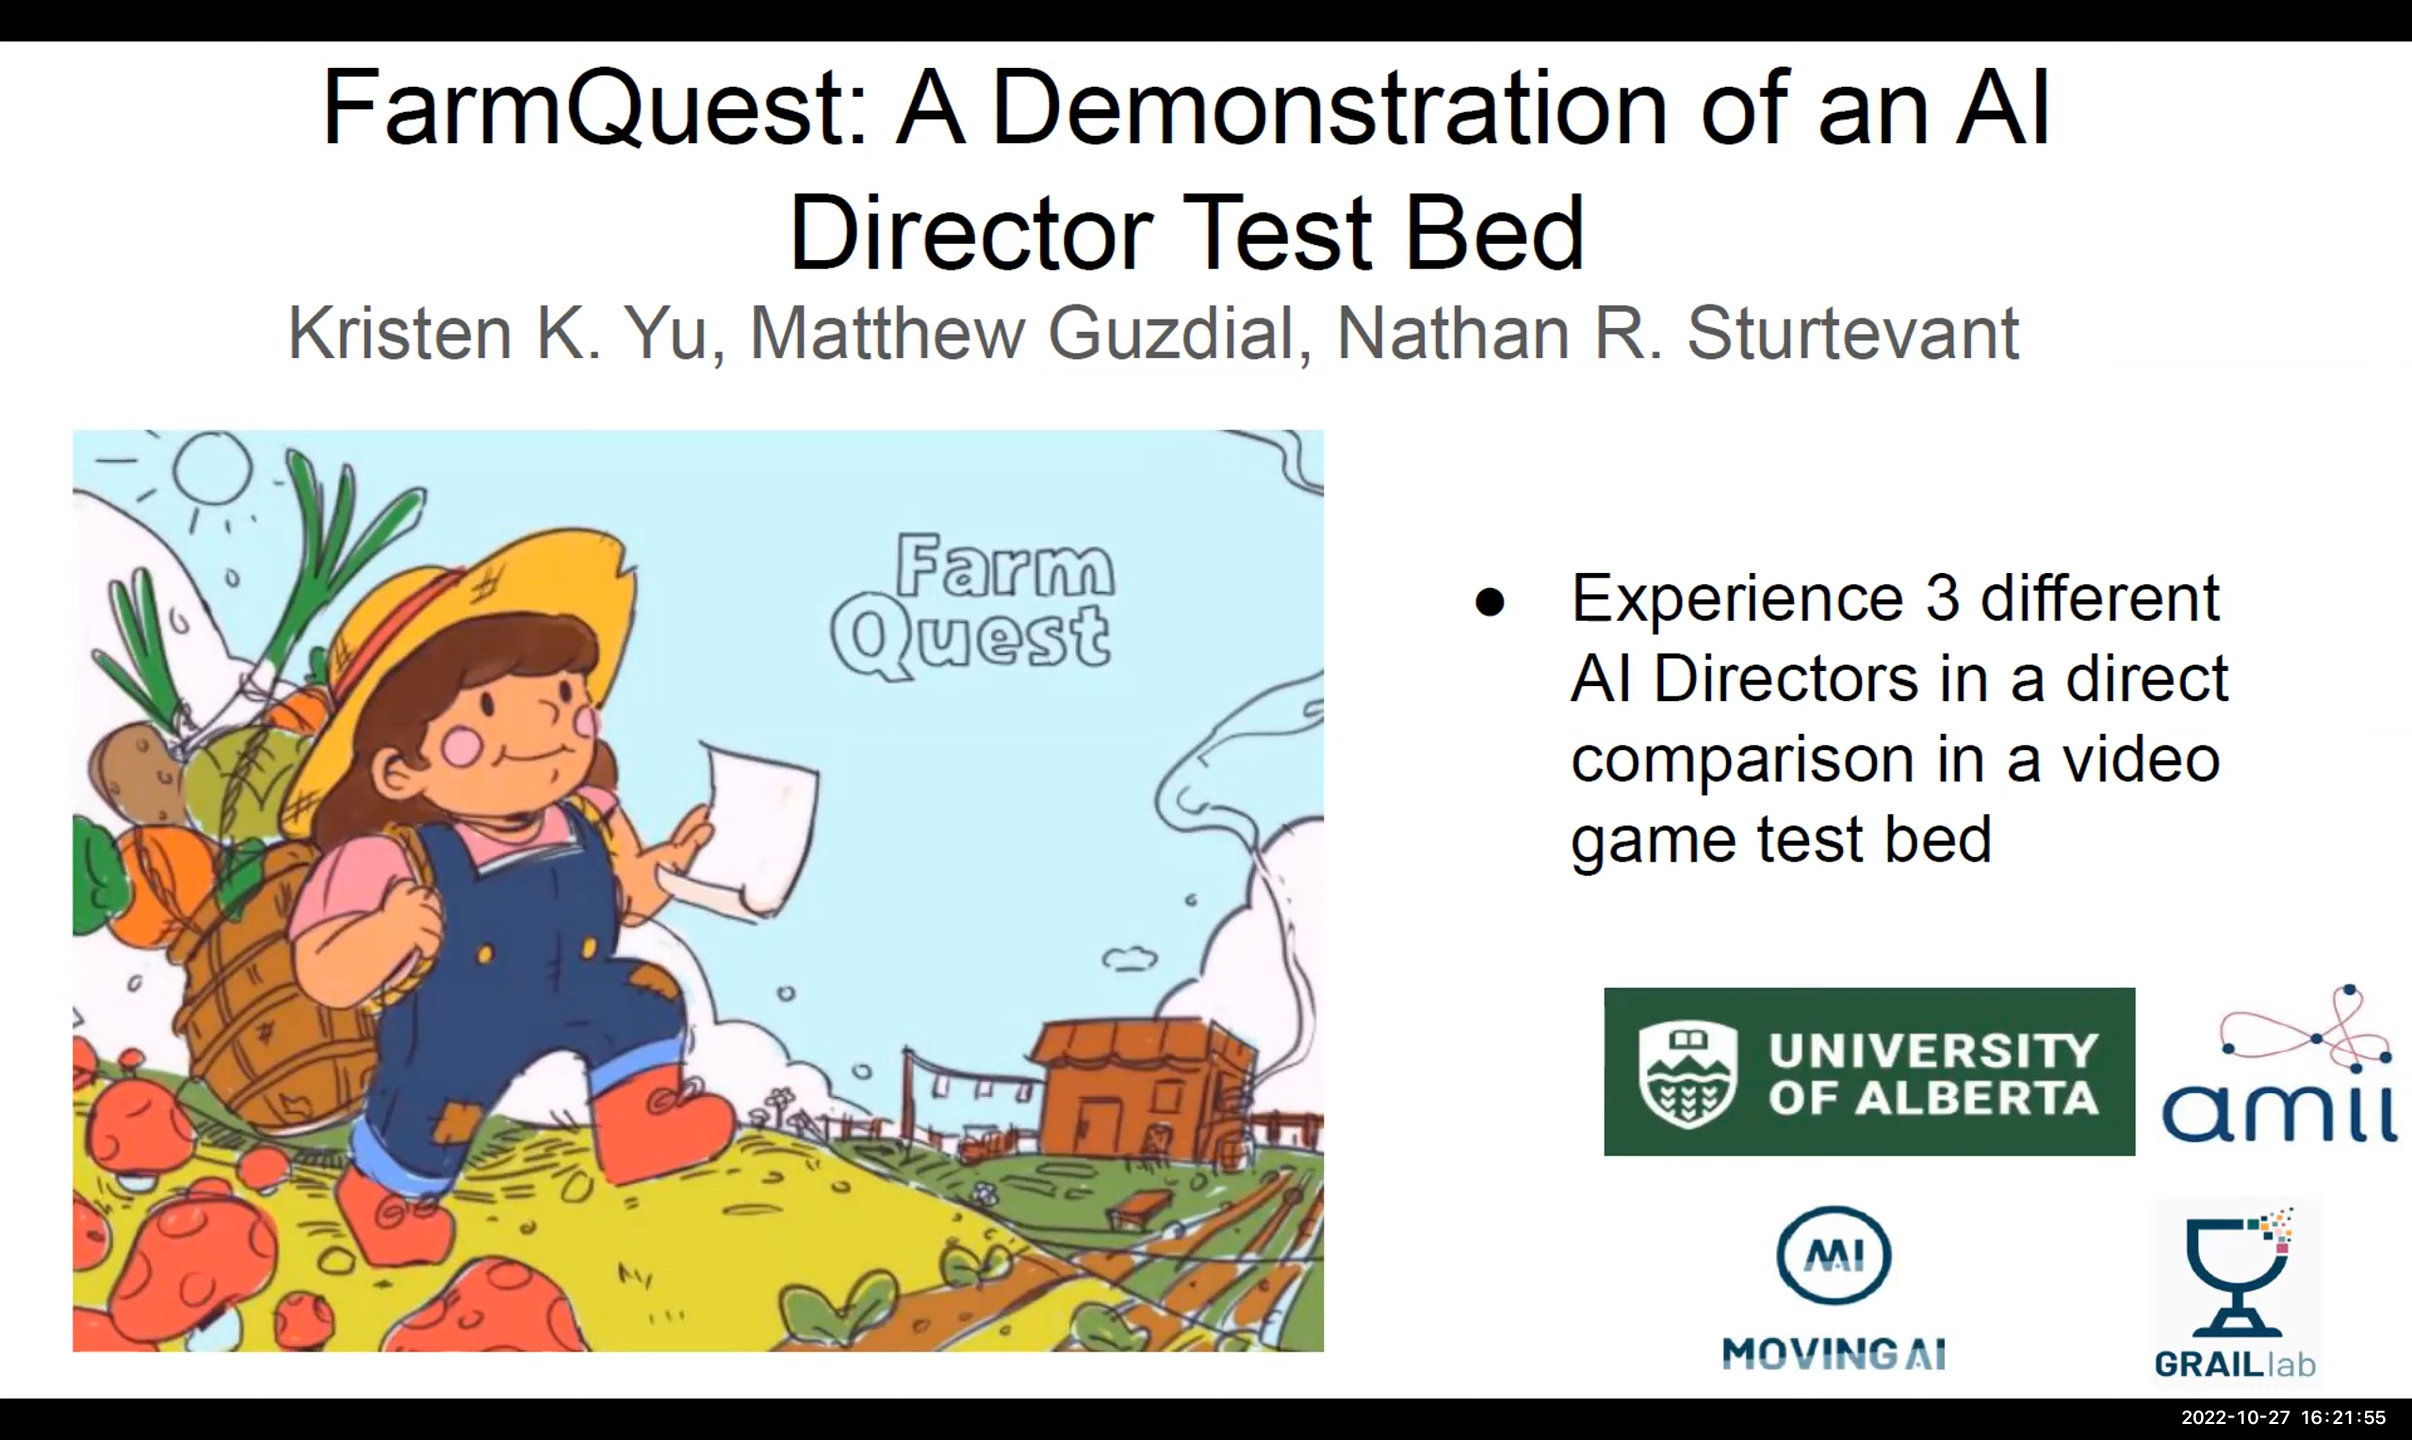 FarmQuest: A Demonstration of an AI
Director Test Bed
Kristen K. Yu, Matthew Guzdial, Nathan R. Sturtevant
Farm
Quest
● Experience 3 different
AI Directors in a direct
comparison in a video
game test bed
UNIVERSITY
OF ALBERTA
amii
MAI
MOVING AI
GRAILlab
2022-10-27 16:21:55